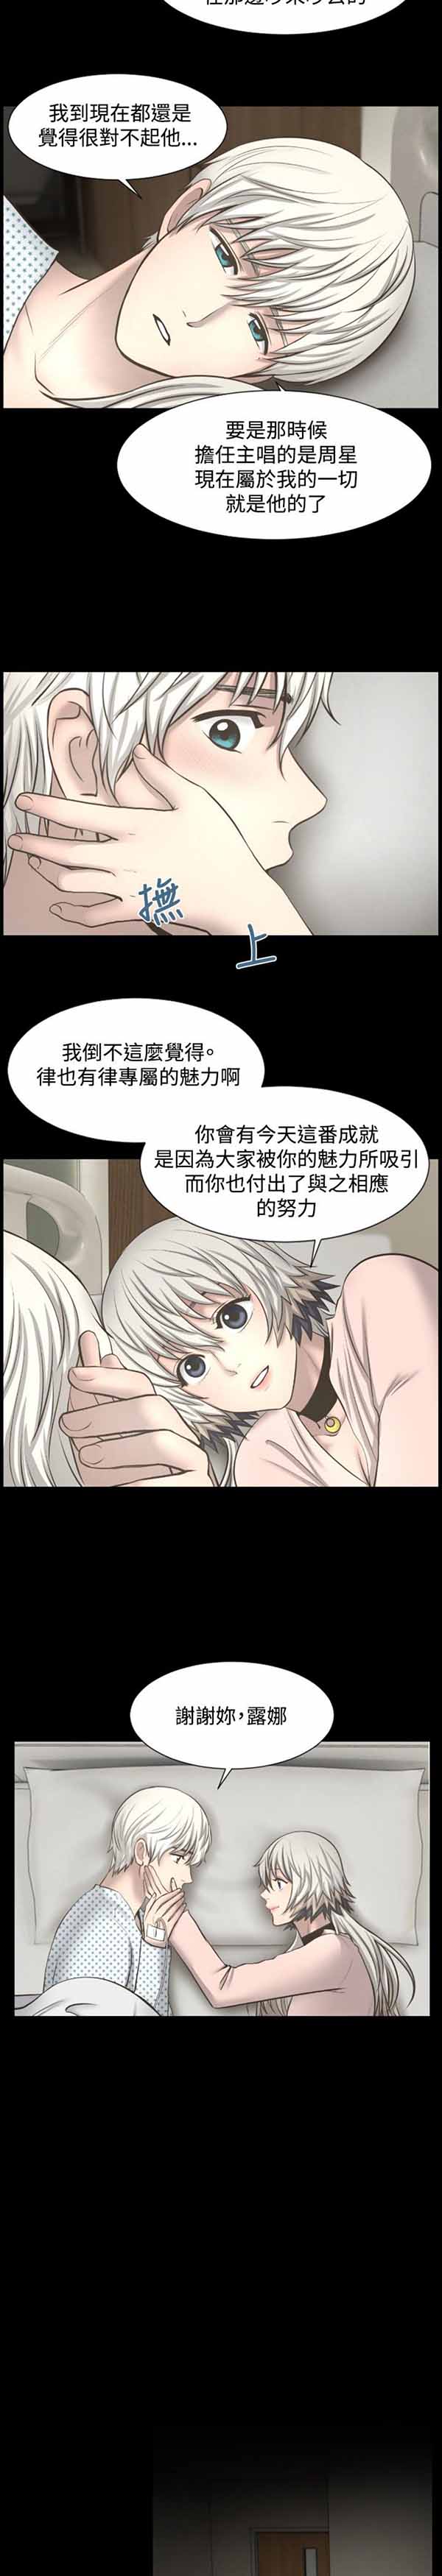 我到現在都還是
覺得很對不起他...
要是那時候
擔任主唱的是周星
現在屬於我的一切
就是他的了
撫
上
我倒不這麼覺得。
律也有律專屬的魅力啊
你會有今天這番成就
是因為大家被你的魅力所吸引
而你也付出了與之相應
的努力
謝謝妳，露娜